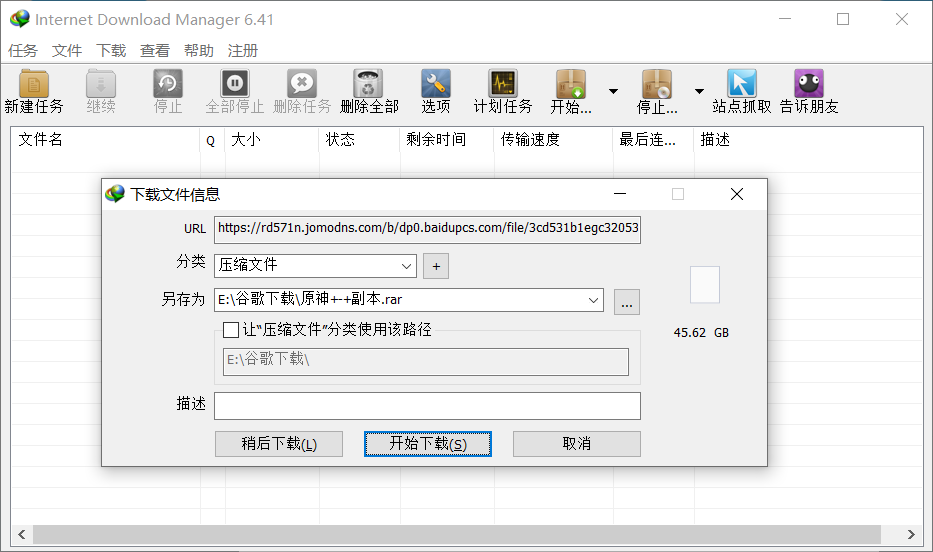 Internet Download Manager 6.41
任务 文件 下载 查看 帮助 注册
新建任务 继续 停止 全部停止 删除任务 删除全部 选项 计划任务 开始... 停止... 站点抓取 告诉朋友
文件名 Q 大小 状态 剩余时间 传输速度 最后连... 描述
下载文件信息
URL https://rd571n.jomodns.com/b/dp0.baidupcs.com/file/3cd531b1egc32053
分类 压缩文件 +
另存为 E:\谷歌下载\原神+-+副本.rar ...
让“压缩文件”分类使用该路径
45.62 GB
E:\谷歌下载\
描述
稍后下载(L) 开始下载(S) 取消